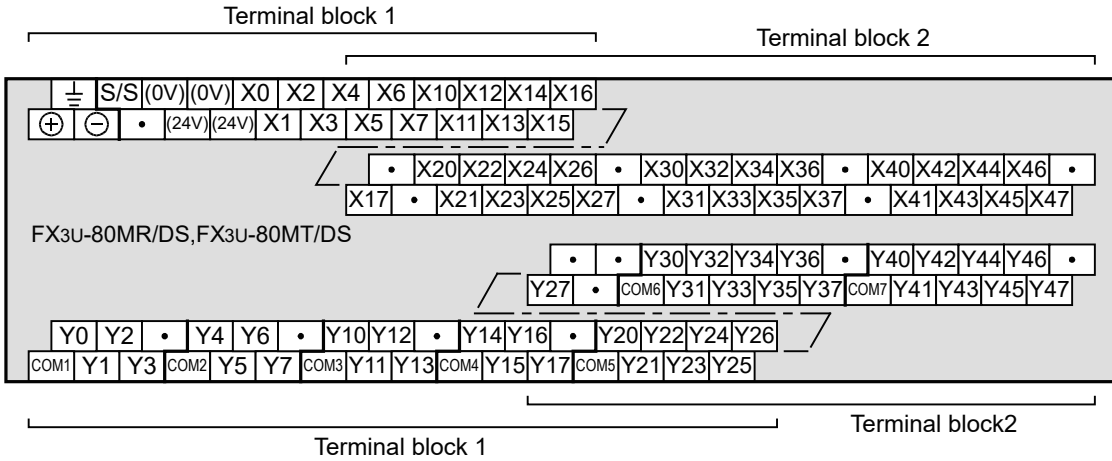 Terminal block 1
Terminal block 2
S/S (0V) (0V) X0 X2 X4 X6 X10 X12 X14 X16
⊕ ⊖ • (24V) (24V) X1 X3 X5 X7 X11 X13 X15
• X20 X22 X24 X26 • X30 X32 X34 X36 • X40 X42 X44 X46 •
X17 • X21 X23 X25 X27 • X31 X33 X35 X37 • X41 X43 X45 X47
FX3U-80MR/DS,FX3U-80MT/DS
• • Y30 Y32 Y34 Y36 • Y40 Y42 Y44 Y46 •
Y27 • COM6 Y31 Y33 Y35 Y37 COM7 Y41 Y43 Y45 Y47
Y0 Y2 • Y4 Y6 • Y10 Y12 • Y14 Y16 • Y20 Y22 Y24 Y26
COM1 Y1 Y3 COM2 Y5 Y7 COM3 Y11 Y13 COM4 Y15 Y17 COM5 Y21 Y23 Y25
Terminal block2
Terminal block 1